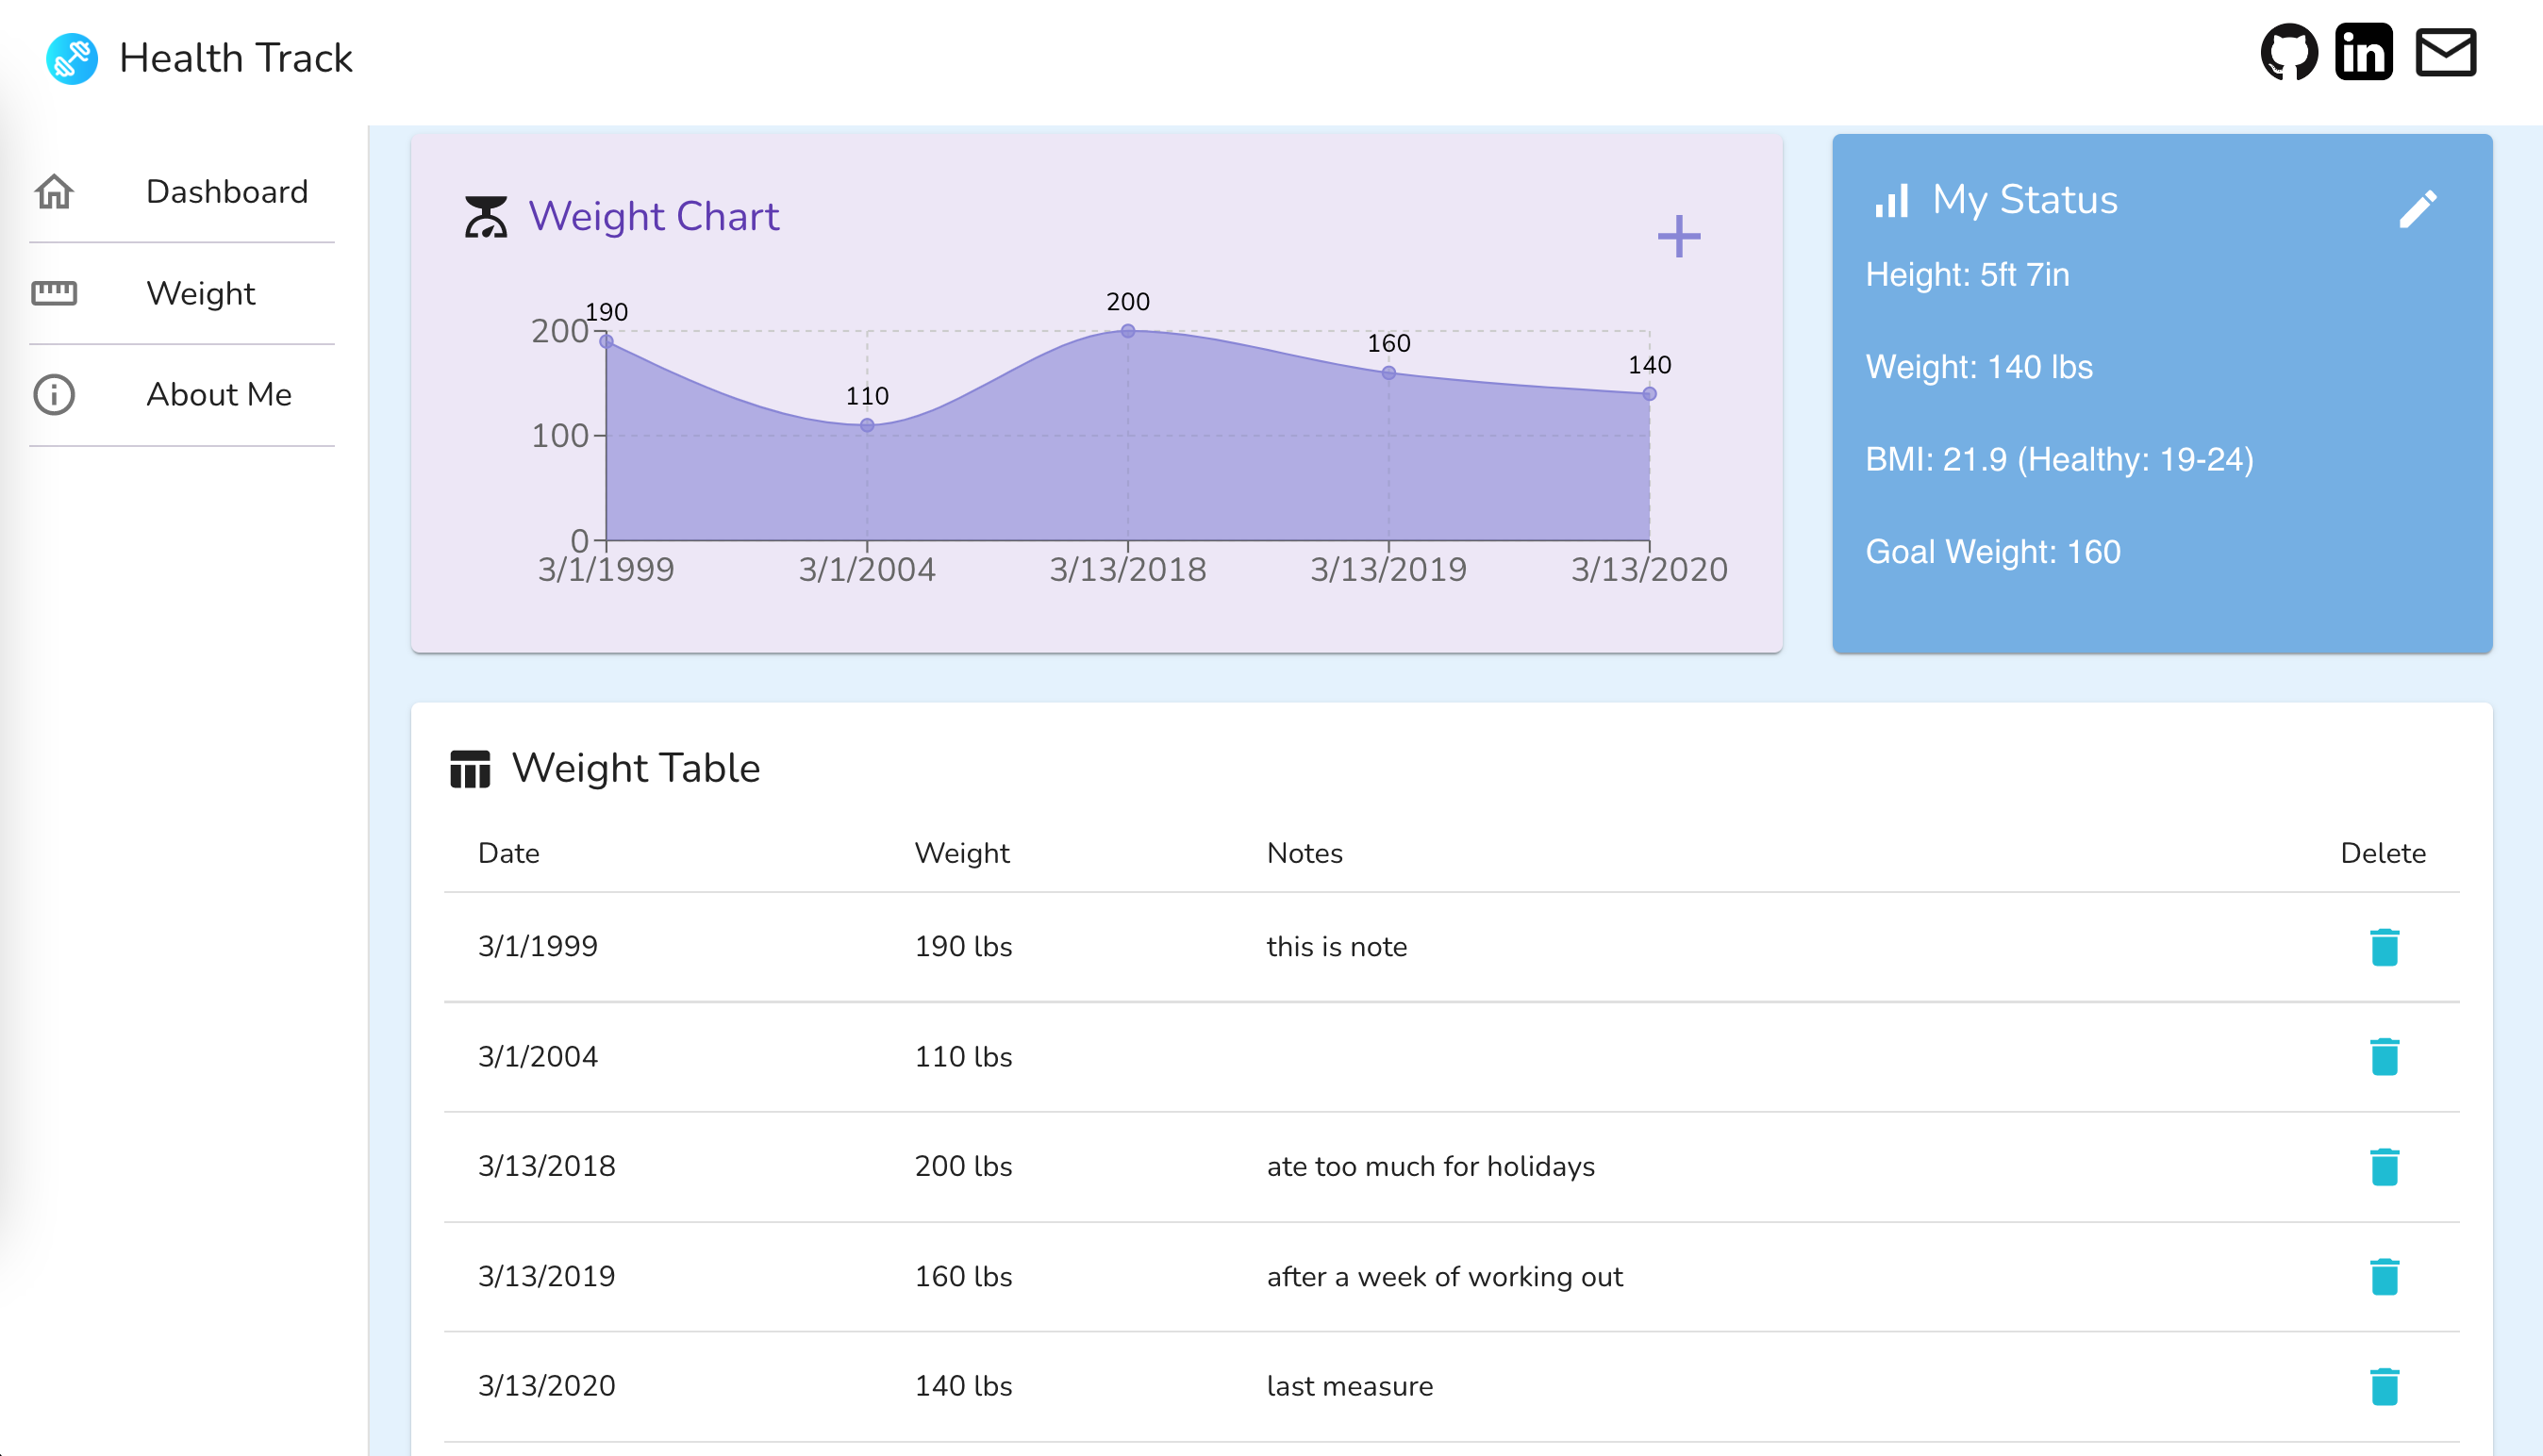 Health Track
in
Dashboard
Weight
About Me
Weight Chart
190
200
200
160
140
110
100
0
3/1/1999 3/1/2004 3/13/2018 3/13/2019 3/13/2020
My Status
Height: 5ft 7in
Weight: 140 lbs
BMI: 21.9 (Healthy: 19-24)
Goal Weight: 160
Weight Table
Date Weight Notes Delete
3/1/1999 190 lbs this is note
3/1/2004 110 lbs
3/13/2018 200 lbs ate too much for holidays
3/13/2019 160 lbs after a week of working out
3/13/2020 140 lbs last measure